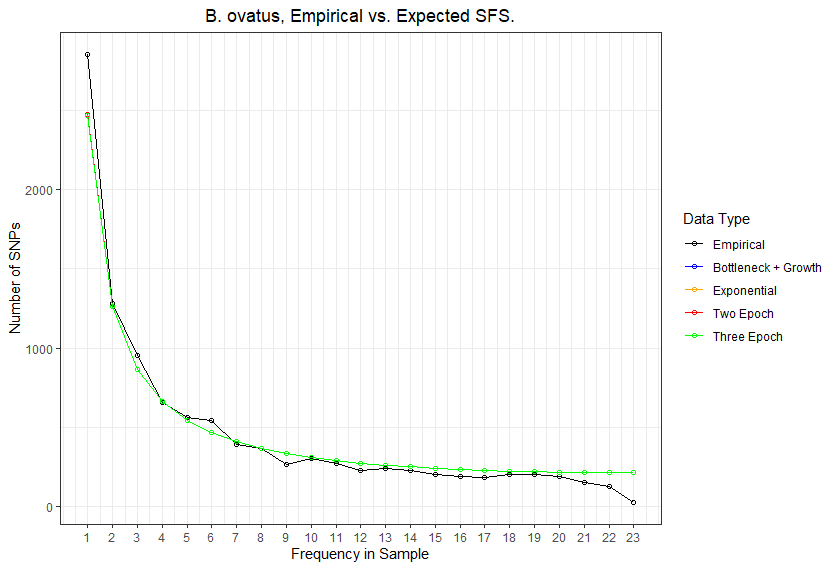 B. ovatus, Empirical vs. Expected SFS.
Number of SNPs
2000
1000
0
1 2 3 4 5 6 7 8 9 10 11 12 13 14 15 16 17 18 19 20 21 22 23
Frequency in Sample
Data Type
Empirical
Bottleneck + Growth
Exponential
Two Epoch
Three Epoch